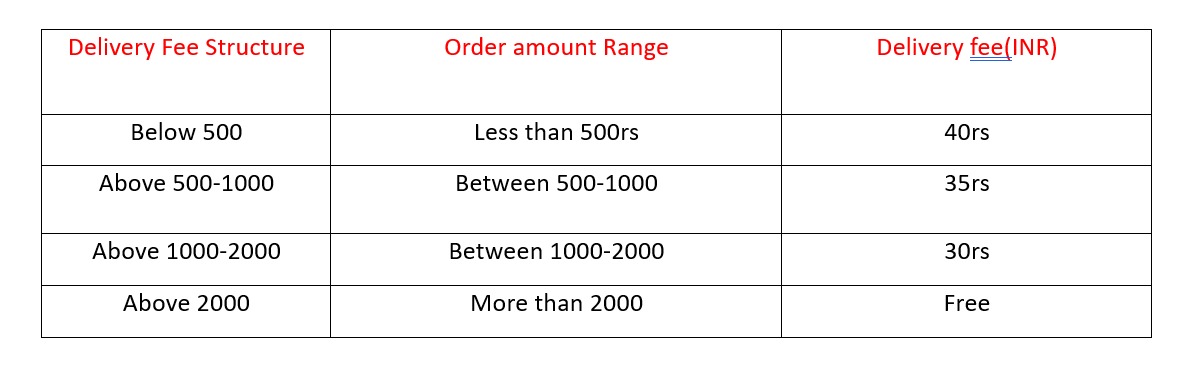 Delivery Fee Structure Order amount Range Delivery fee(INR)
Below 500 Less than 500rs 40rs
Above 500-1000 Between 500-1000 35rs
Above 1000-2000 Between 1000-2000 30rs
Above 2000 More than 2000 Free